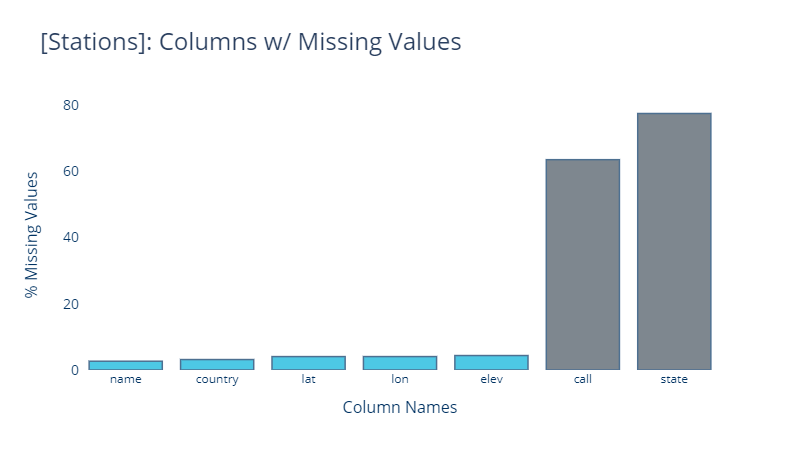 [Stations]: Columns w/ Missing Values
% Missing Values
80
60
40
20
0
name country lat lon elev call state
Column Names